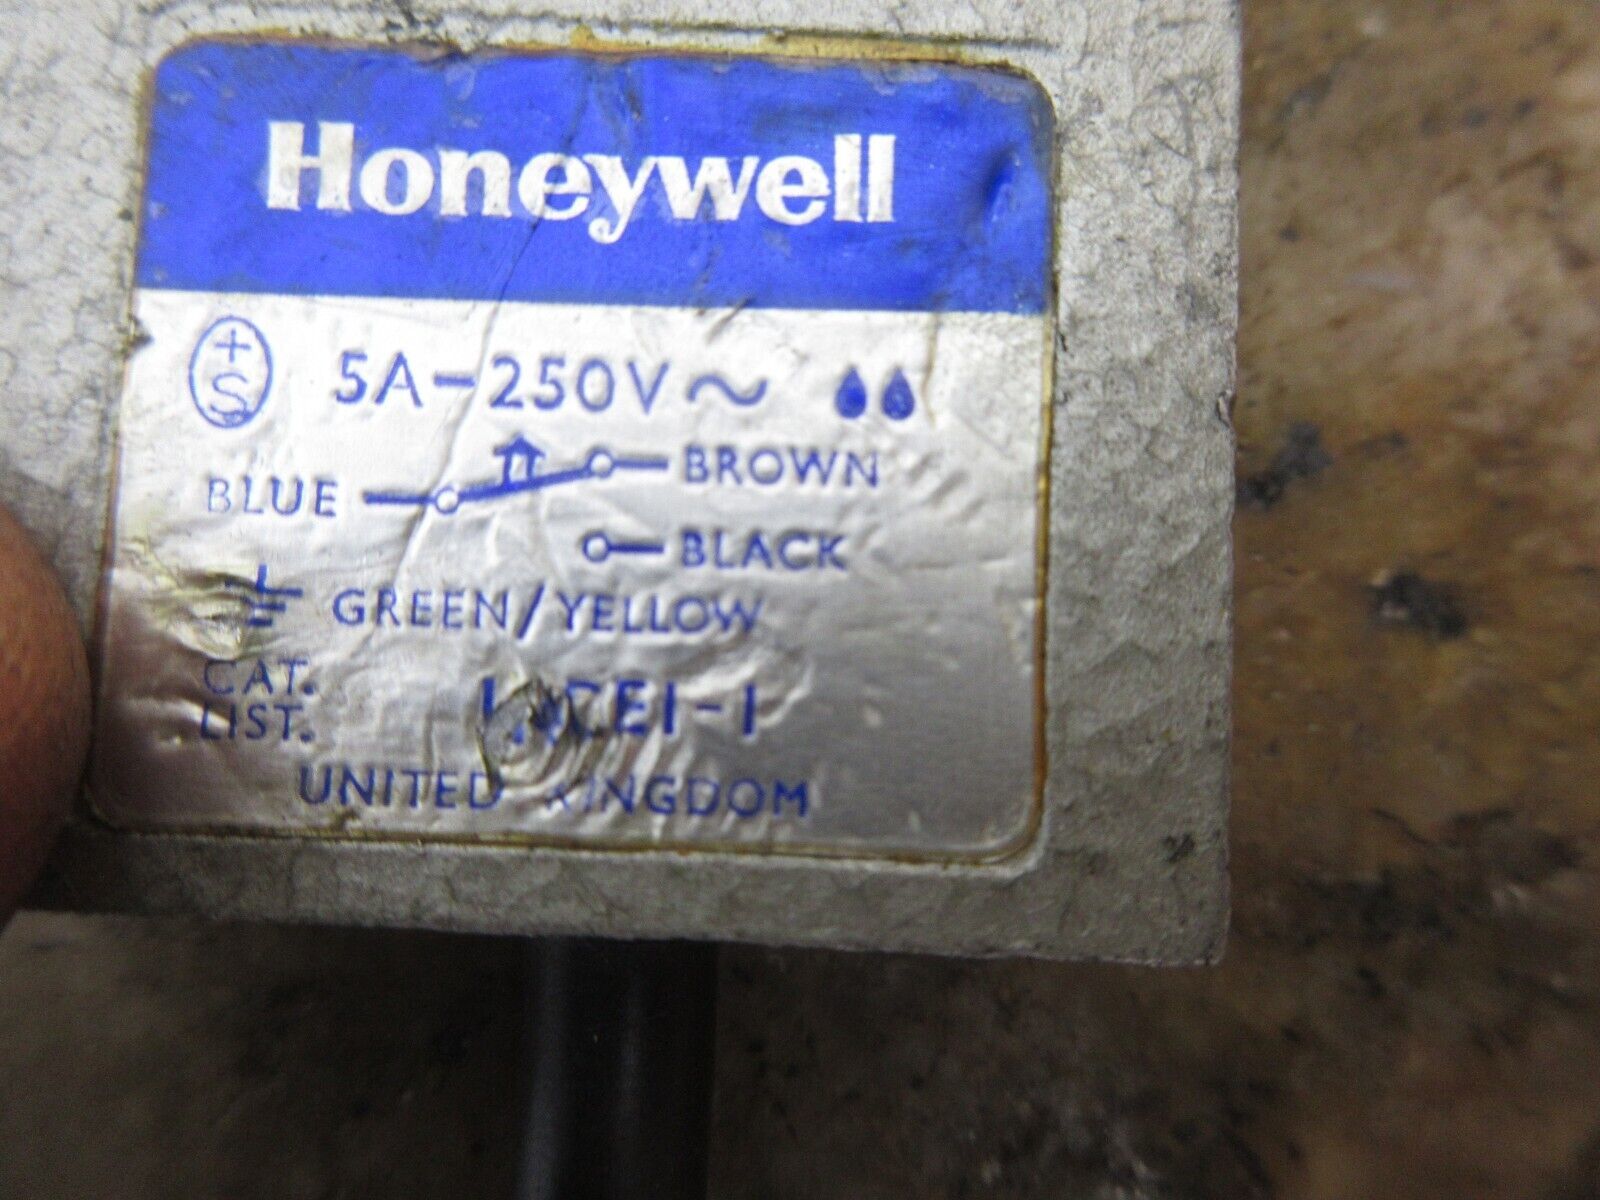 Honeywell
+S 5A-250V~
BLUE BROWN
BLACK
GREEN/YELLOW
CAT. LIST.
UNITED KINGDOM